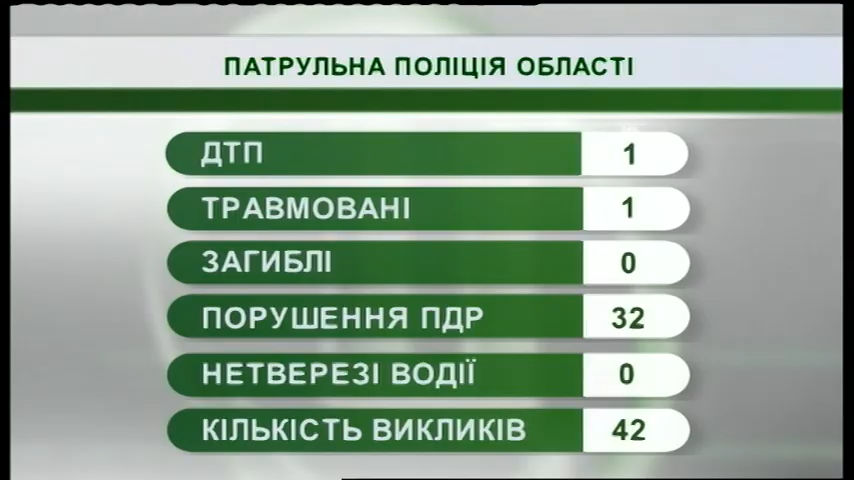 ПАТРУЛЬНА ПОЛІЦІЯ ОБЛАСТІ
ДТП 1
ТРАВМОВАНІ 1
ЗАГИБЛІ 0
ПОРУШЕННЯ ПДР 32
НЕТВЕРЕЗІ ВОДІЇ 0
КІЛЬКІСТЬ ВИКЛИКІВ 42